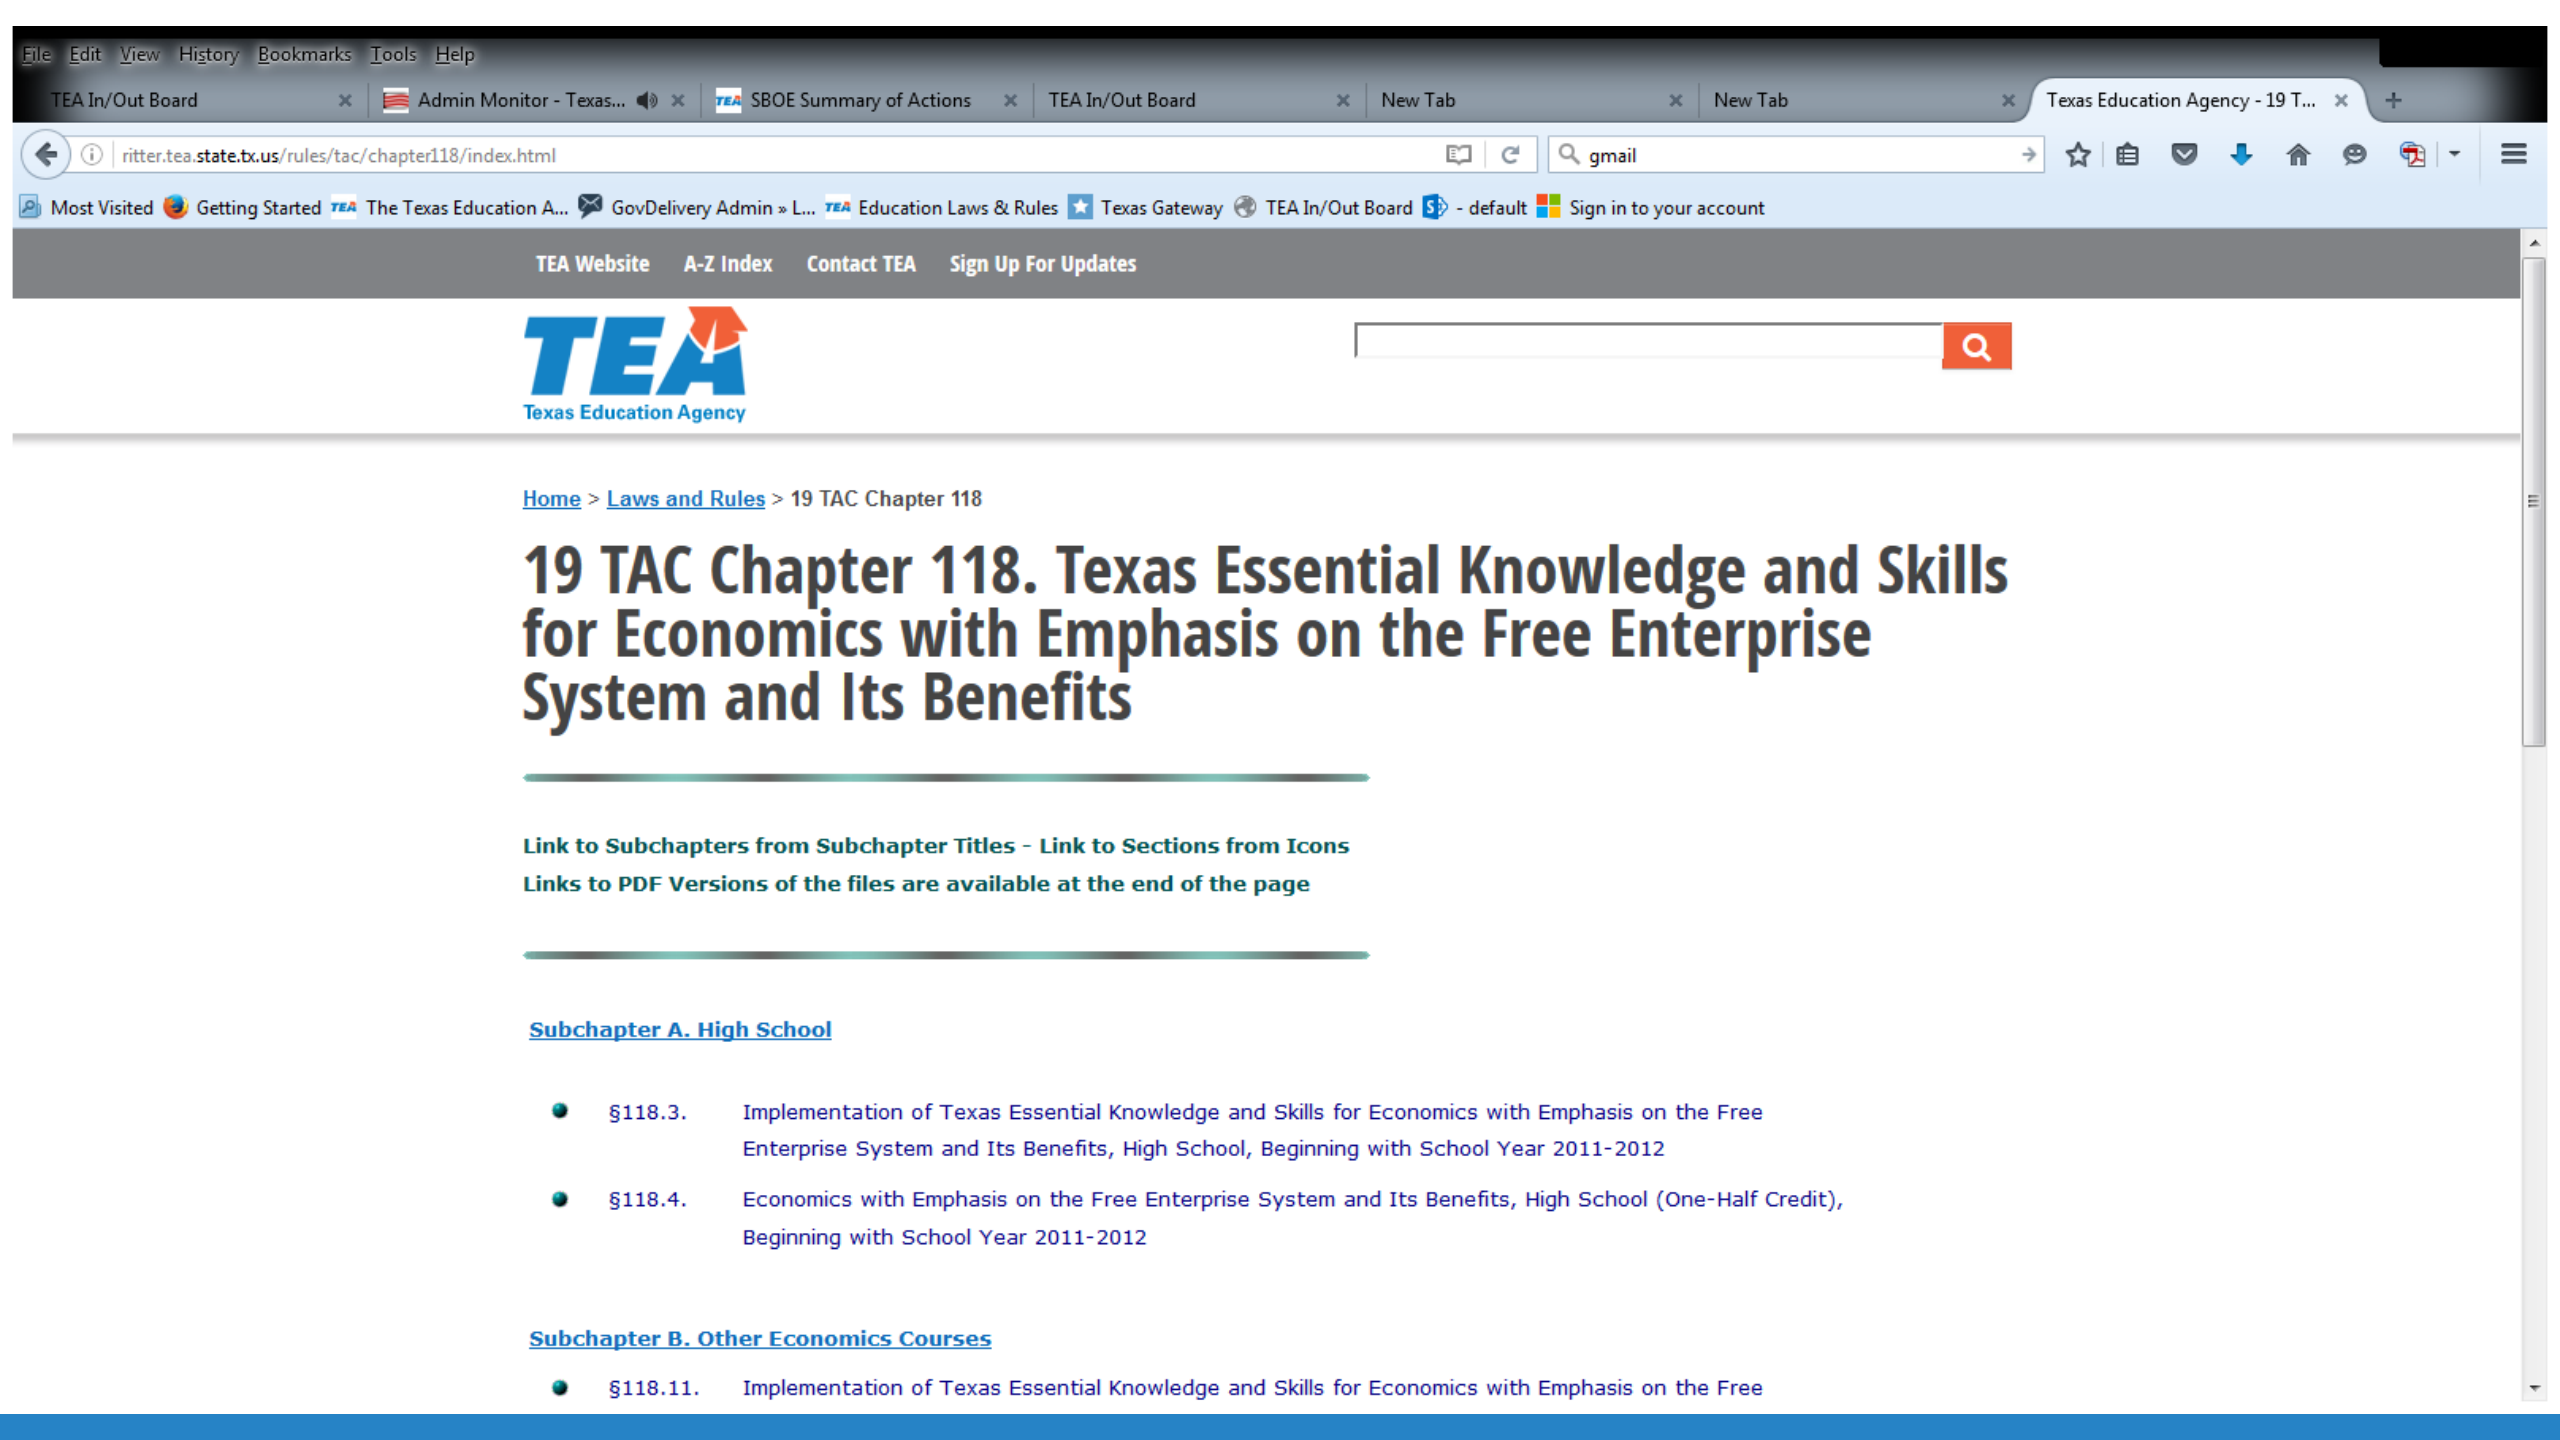 File Edit View History Bookmarks Tools Help
TEA In/Out Board Admin Monitor - Texas... SBOE Summary of Actions TEA In/Out Board New Tab New Tab Texas Education Agency - 19 T...
ritter.tea.state.tx.us/rules/tac/chapter118/index.html gmail
Most Visited Getting Started TEA The Texas Education A... GovDelivery Admin » L... TEA Education Laws & Rules Texas Gateway TEA In/Out Board S - default Sign in to your account
TEA Website A-Z Index Contact TEA Sign Up For Updates
TEA
Texas Education Agency
Home > Laws and Rules > 19 TAC Chapter 118
19 TAC Chapter 118. Texas Essential Knowledge and Skills
for Economics with Emphasis on the Free Enterprise
System and Its Benefits
Link to Subchapters from Subchapter Titles - Link to Sections from Icons
Links to PDF Versions of the files are available at the end of the page
Subchapter A. High School
§118.3. Implementation of Texas Essential Knowledge and Skills for Economics with Emphasis on the Free
Enterprise System and Its Benefits, High School, Beginning with School Year 2011-2012
§118.4. Economics with Emphasis on the Free Enterprise System and Its Benefits, High School (One-Half Credit),
Beginning with School Year 2011-2012
Subchapter B. Other Economics Courses
§118.11. Implementation of Texas Essential Knowledge and Skills for Economics with Emphasis on the Free